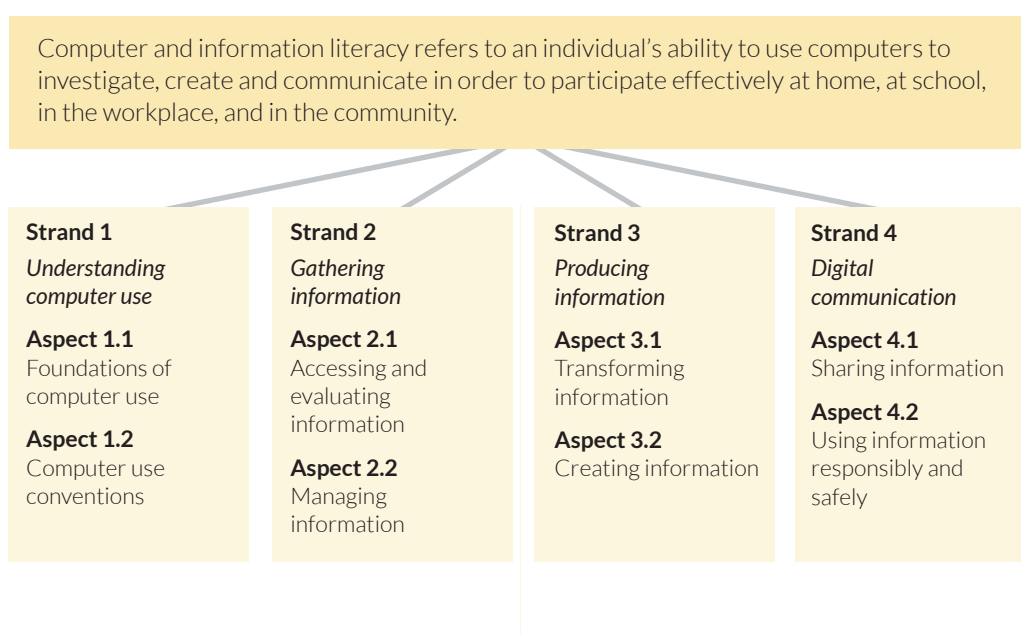 Computer and information literacy refers to an individual’s ability to use computers to
investigate, create and communicate in order to participate effectively at home, at school,
in the workplace, and in the community.
Strand 1
Understanding
computer use
Aspect 1.1
Foundations of
computer use
Aspect 1.2
Computer use
conventions
Strand 2
Gathering
information
Aspect 2.1
Accessing and
evaluating
information
Aspect 2.2
Managing
information
Strand 3
Producing
information
Aspect 3.1
Transforming
information
Aspect 3.2
Creating information
Strand 4
Digital
communication
Aspect 4.1
Sharing information
Aspect 4.2
Using information
responsibly and
safely